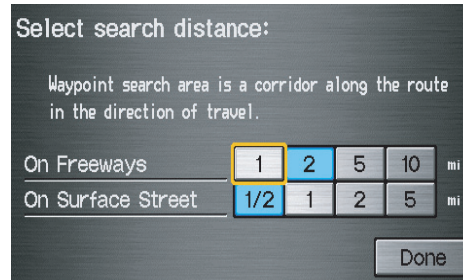 Select search distance:
Waypoint search area is a corridor along the route
in the direction of travel.
On Freeways 1 2 5 10 mi
On Surface Street 1/2 1 2 5 mi
Done